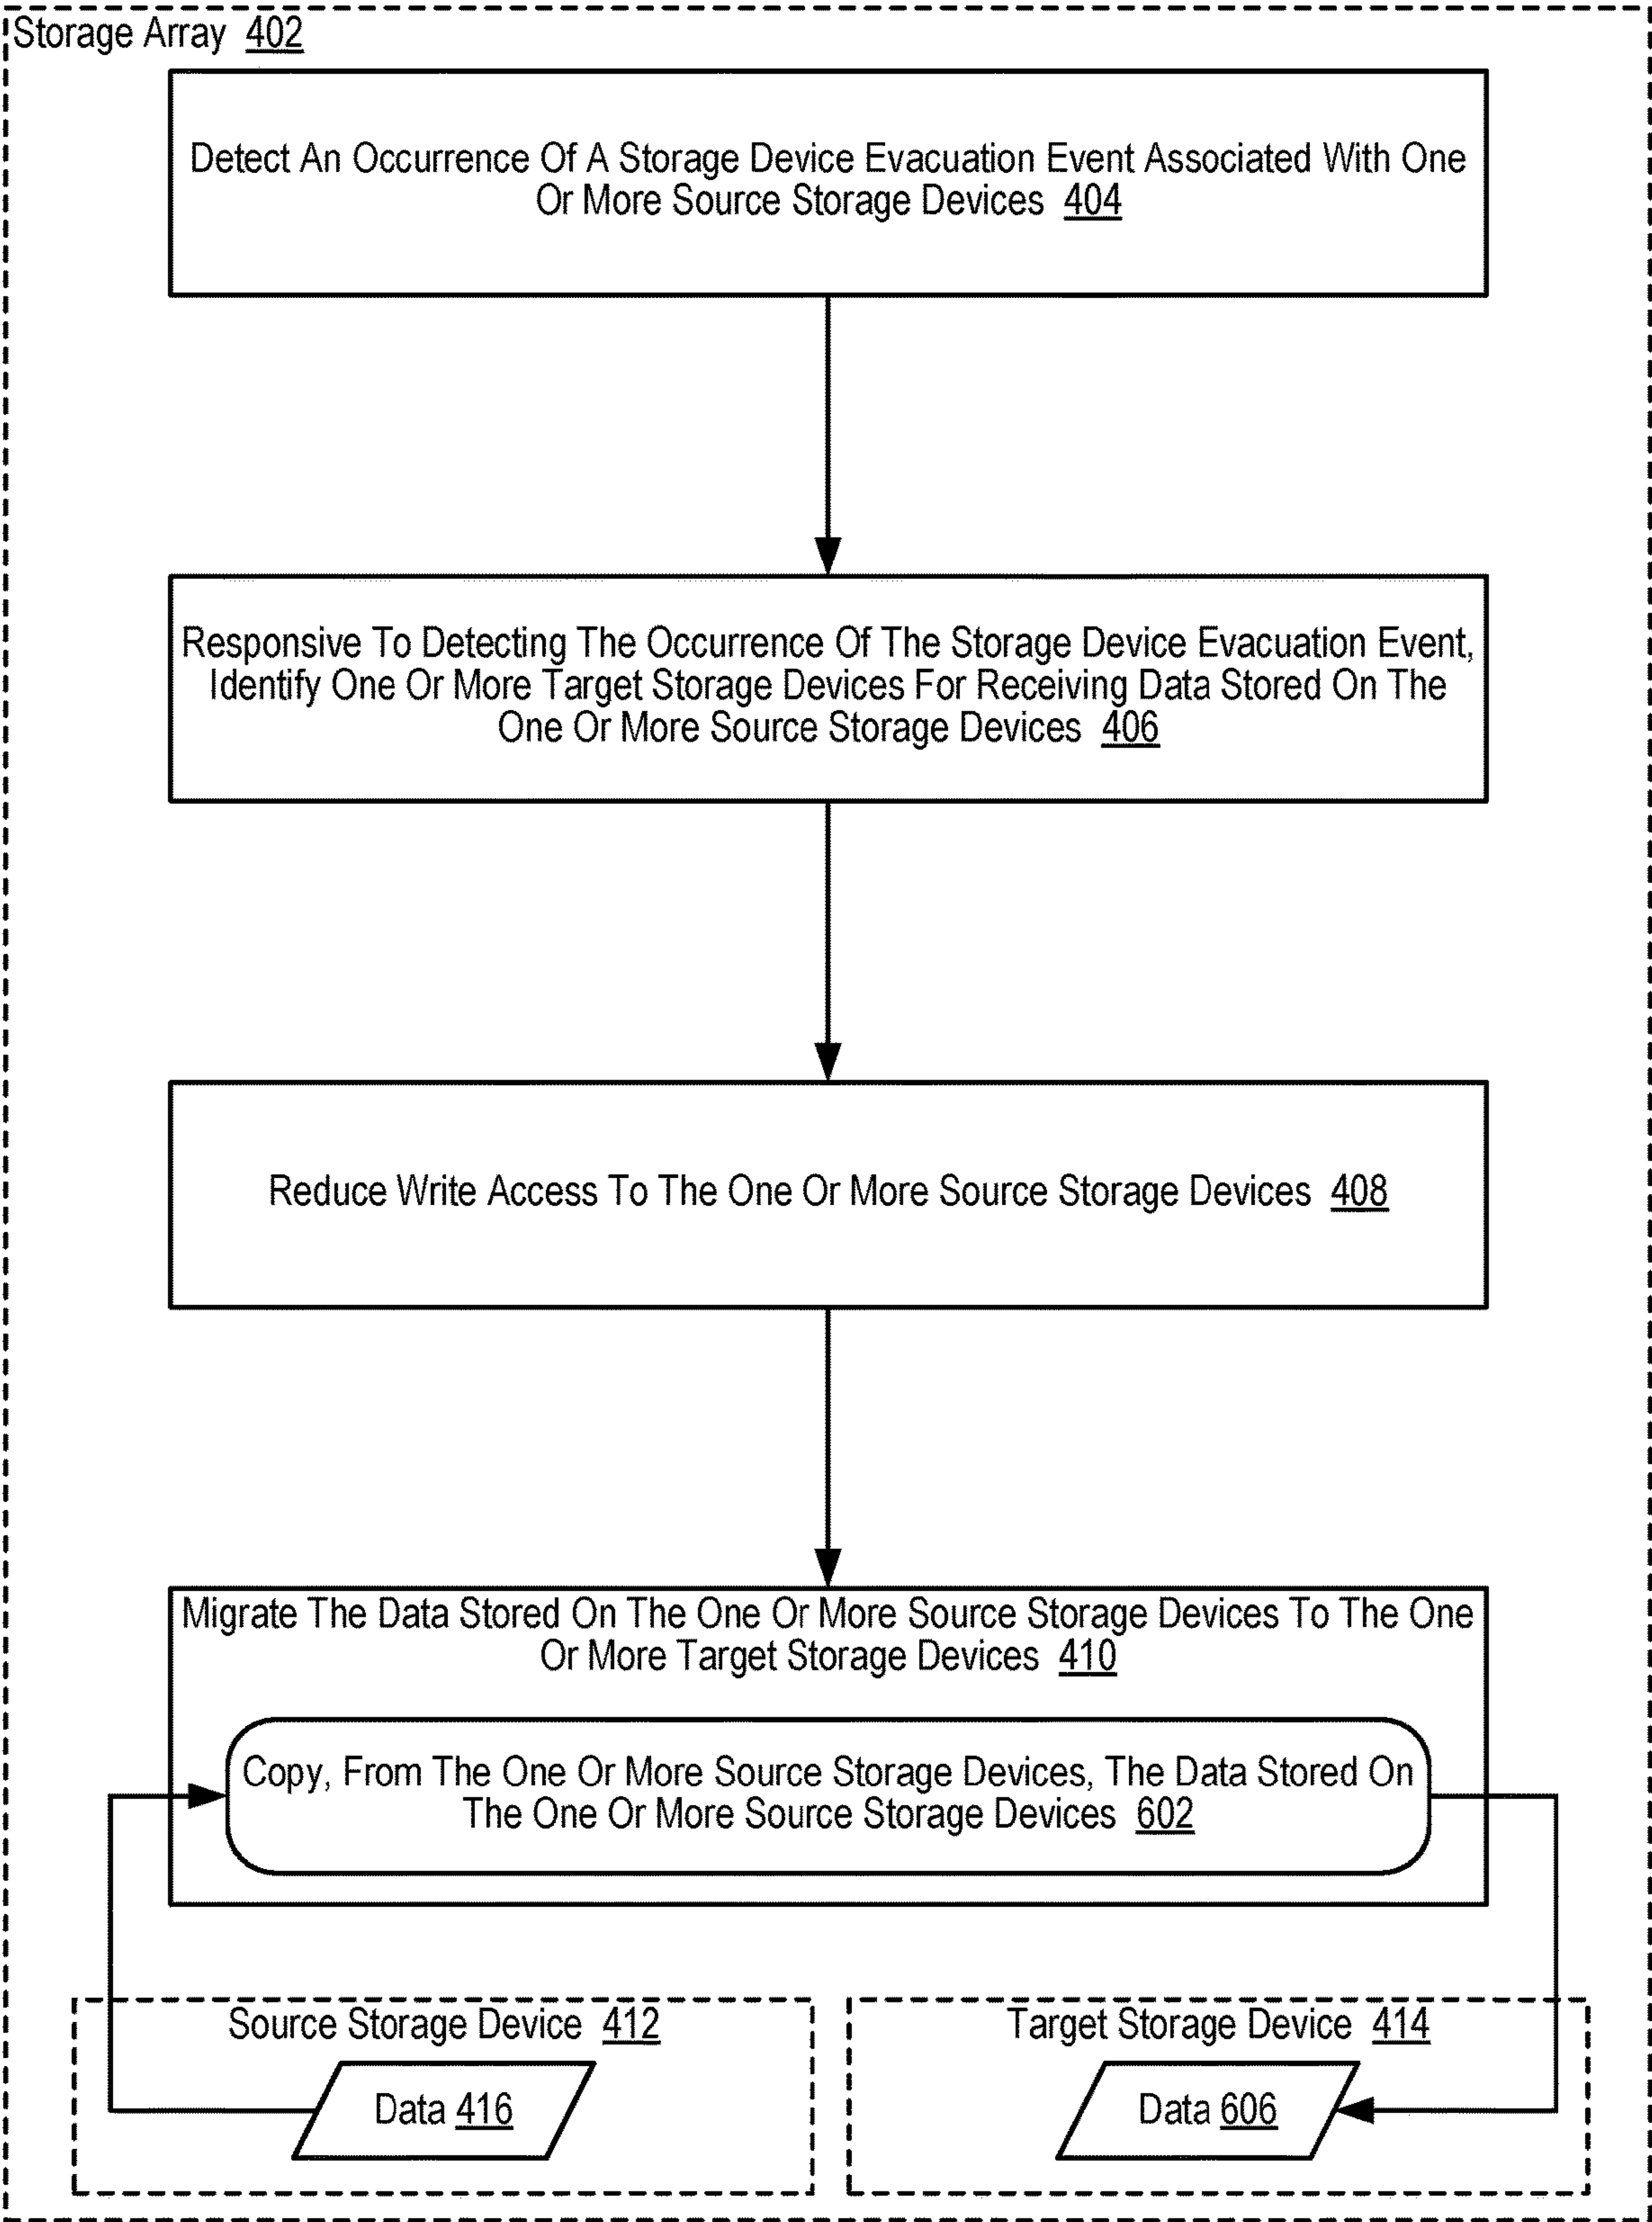 Storage Array 402
Detect An Occurrence Of A Storage Device Evacuation Event Associated With One
Or More Source Storage Devices 404
Responsive To Detecting The Occurrence Of The Storage Device Evacuation Event,
Identify One Or More Target Storage Devices For Receiving Data Stored On The
One Or More Source Storage Devices 406
Reduce Write Access To The One Or More Source Storage Devices 408
Migrate The Data Stored On The One Or More Source Storage Devices To The One
Or More Target Storage Devices 410
Copy, From The One Or More Source Storage Devices, The Data Stored On
The One Or More Source Storage Devices 602
Source Storage Device 412
Data 416
Target Storage Device 414
Data 606